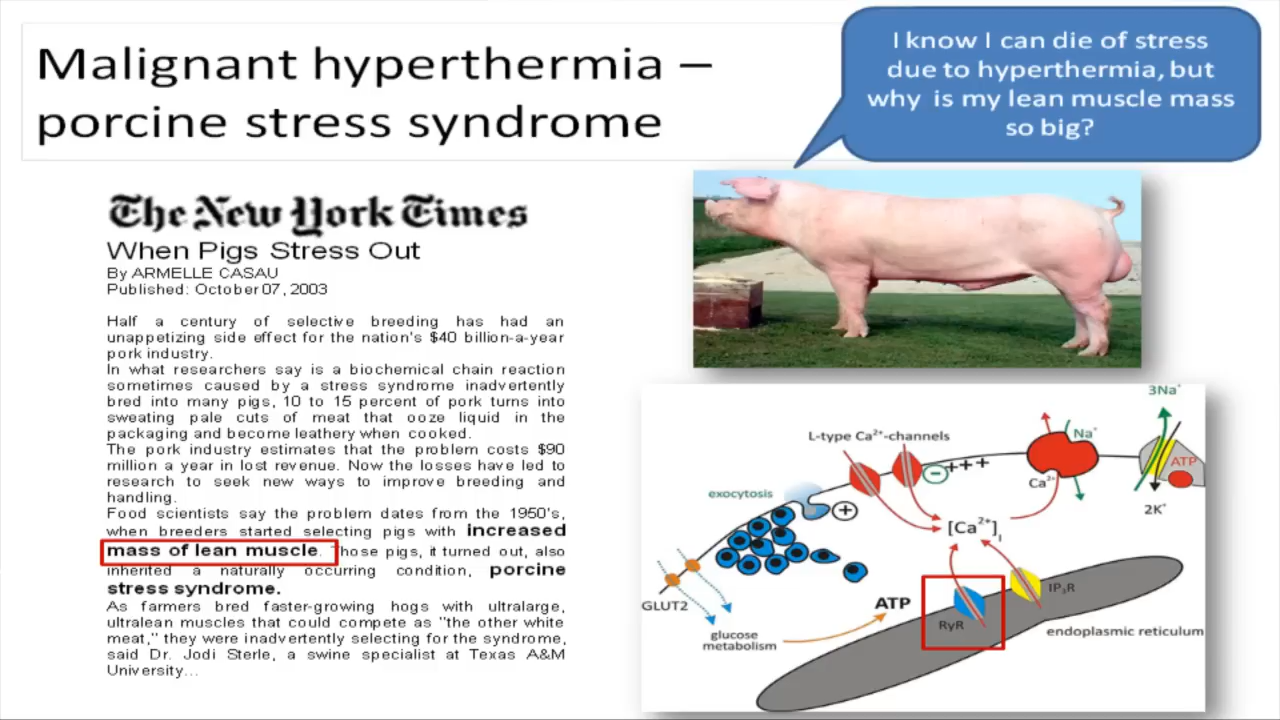 Malignant hyperthermia –
porcine stress syndrome
I know I can die of stress
due to hyperthermia, but
why is my lean muscle mass
so big?
The New York Times
When Pigs Stress Out
By ARMELLE CASAU
Published: October 07, 2003
Half a century of selective breeding has had an
unappetizing side effect for the nation's $40 billion-a-year
pork industry.
In what researchers say is a biochemical chain reaction
sometimes caused by a stress syndrome inadvertently
bred into many pigs, 10 to 15 percent of pork turns into
sweating pale cuts of meat that ooze liquid in the
packaging and become leathery when cooked.
The pork industry estimates that the problem costs $90
million a year in lost revenue. Now the losses have led to
research to seek new ways to improve breeding and
handling.
Food scientists say the problem dates from the 1950's,
when breeders started selecting pigs with increased
mass of lean muscle. Those pigs, it turned out, also
inherited a naturally occurring condition, porcine
stress syndrome.
As farmers bred faster-growing hogs with ultralarge,
ultralean muscles that could compete as "the other white
meat," they were inadvertently selecting for the syndrome,
said Dr. Jodi Sterle, a swine specialist at Texas A&M
University...
3Na⁺
L-type Ca²⁺-channels
Na⁺
+++
−
ATP
Ca²⁺
exocytosis
+
2K⁺
[Ca²⁺]i
GLUT2
ATP
IP₃R
RyR
glucose
metabolism
endoplasmic reticulum